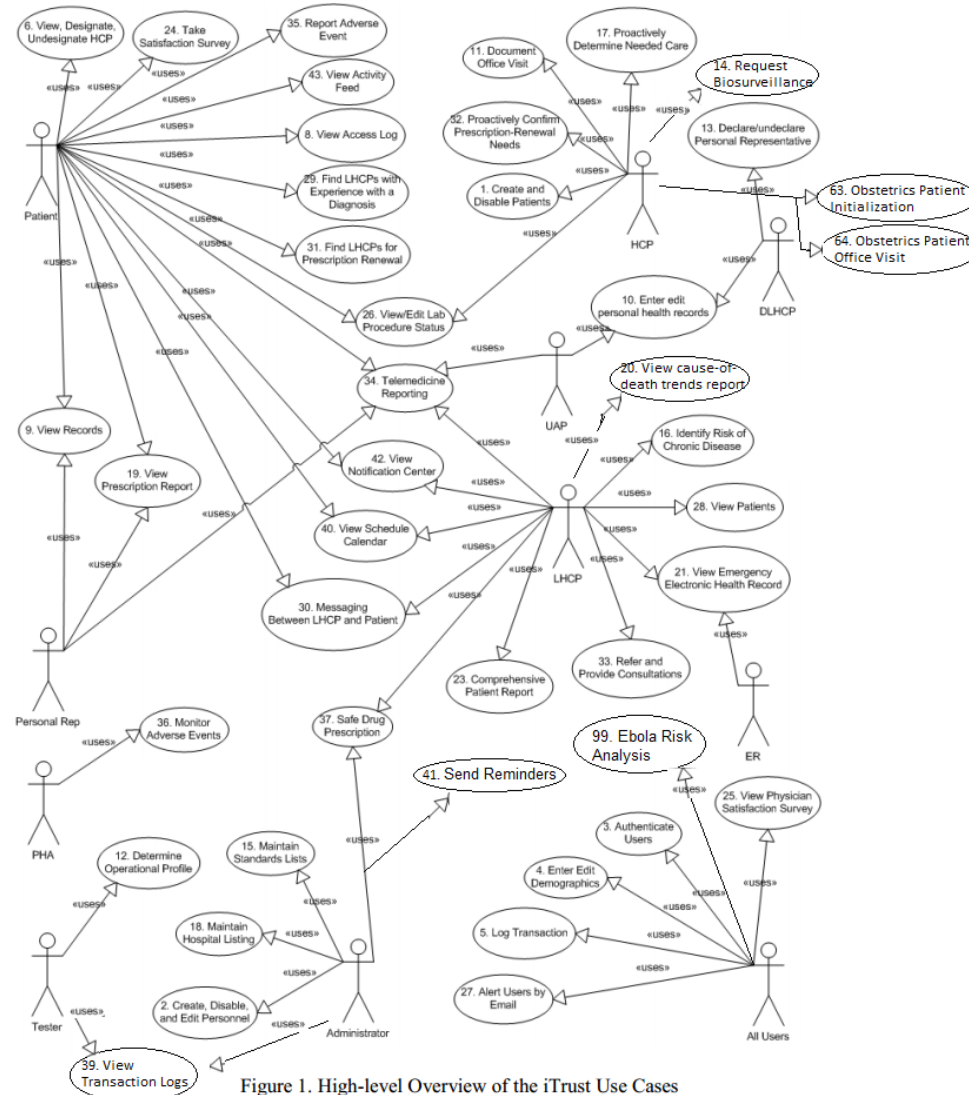 6. View, Designate,
Undesignate HCP
24. Take
Satisfaction Survey
35. Report Adverse
Event
43. View Activity
Feed
8. View Access Log
29. Find LHCPs with
Experience with a
Diagnosis
31. Find LHCPs for
Prescription Renewal
26. View/Edit Lab
Procedure Status
34. Telemedicine
Reporting
9. View Records
19. View
Prescription Report
42. View
Notification Center
40. View Schedule
Calendar
30. Messaging
Between LHCP and Patient
Patient
«uses»
«uses»
«uses»
«uses»
«uses»
«uses»
«uses»
«uses»
«uses»
«uses»
«uses»
«uses»
«uses»
«uses»
17. Proactively
Determine Needed Care
11. Document
Office Visit
14. Request
Biosurveillance
32. Proactively Confirm
Prescription-Renewal
Needs
13. Declare/undeclare
Personal Representative
1. Create and
Disable Patients
63. Obstetrics Patient
Initialization
64. Obstetrics Patient
Office Visit
HCP
DLHCP
10. Enter edit
personal health records
UAP
«uses»
«uses»
«uses»
«uses»
«uses»
«uses»
«uses»
«uses»
«uses»
«uses»
«uses»
20. View cause-of-
death trends report
16. Identify Risk of
Chronic Disease
28. View Patients
21. View Emergency
Electronic Health Record
33. Refer and
Provide Consultations
23. Comprehensive
Patient Report
37. Safe Drug
Prescription
LHCP
ER
«uses»
«uses»
«uses»
«uses»
«uses»
«uses»
«uses»
«uses»
«uses»
«uses»
«uses»
«uses»
Personal Rep
«uses»
«uses»
«uses»
36. Monitor
Adverse Events
«uses»
PHA
12. Determine
Operational Profile
«uses»
Tester
«uses»
39. View
Transaction Logs
41. Send Reminders
15. Maintain
Standards Lists
18. Maintain
Hospital Listing
2. Create, Disable,
and Edit Personnel
Administrator
«uses»
«uses»
«uses»
«uses»
«uses»
99. Ebola Risk
Analysis
25. View Physician
Satisfaction Survey
3. Authenticate
Users
4. Enter Edit
Demographics
5. Log Transaction
27. Alert Users by
Email
All Users
«uses»
«uses»
«uses»
«uses»
«uses»
«uses»
Figure 1. High-level Overview of the iTrust Use Cases